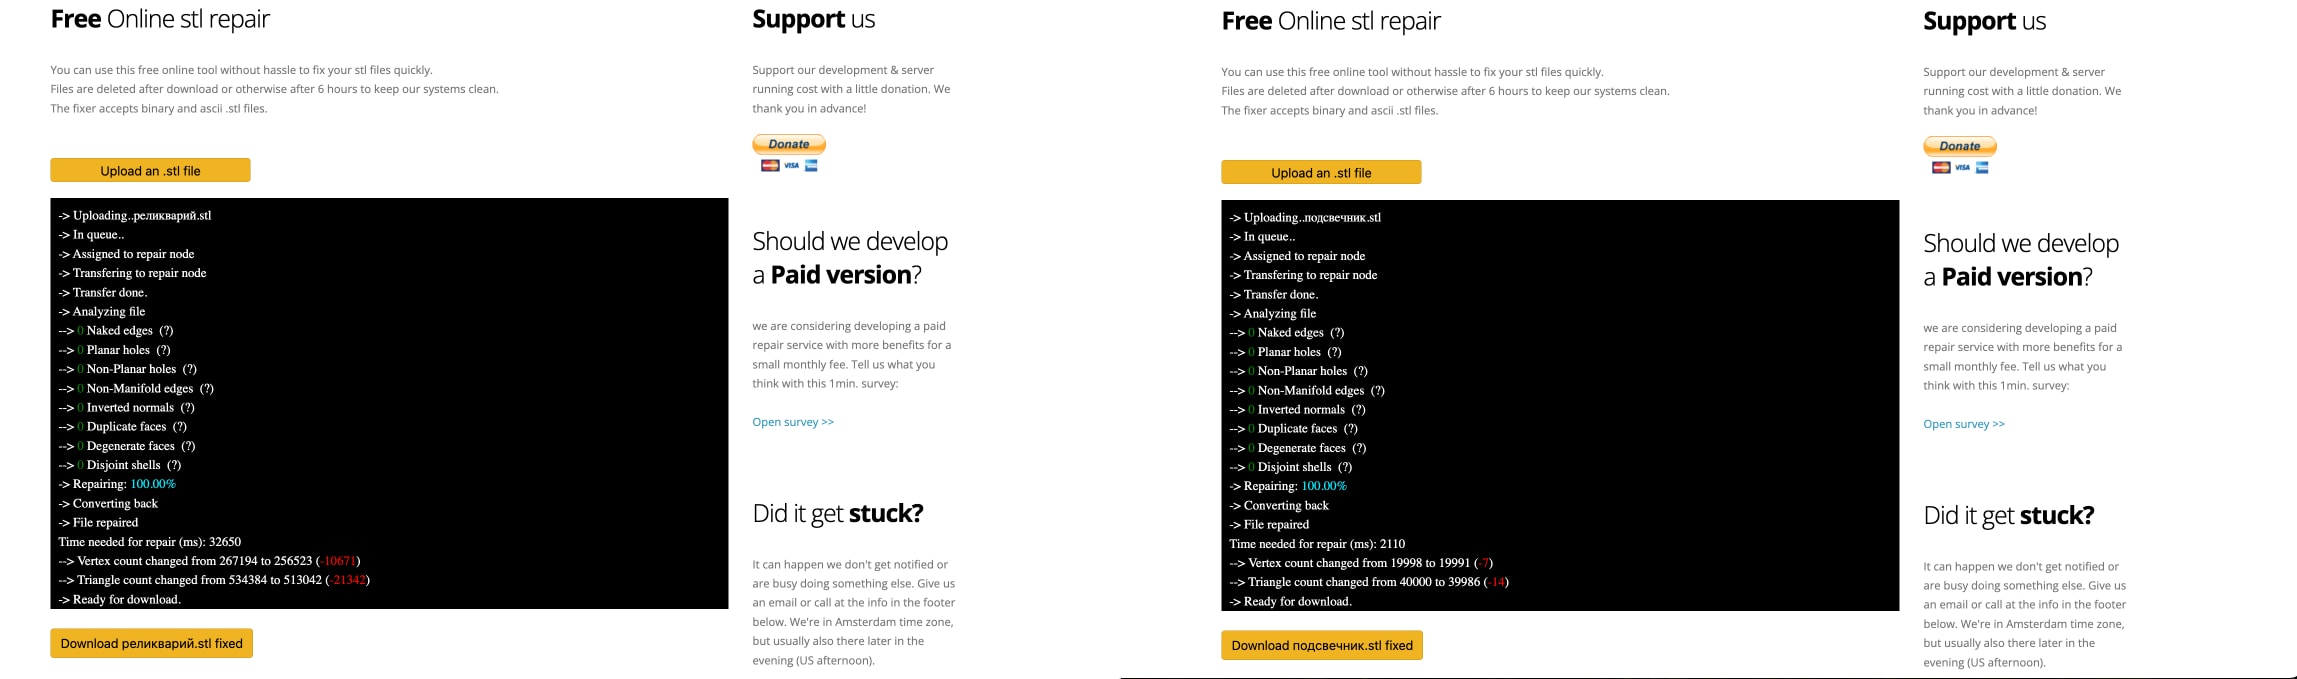 Free Online stl repair
You can use this free online tool without hassle to fix your stl files quickly.
Files are deleted after download or otherwise after 6 hours to keep our systems clean.
The fixer accepts binary and ascii .stl files.
Upload an .stl file
-> Uploading..реликварий.stl
-> In queue..
-> Assigned to repair node
-> Transfering to repair node
-> Transfer done.
-> Analyzing file
--> 0 Naked edges (?)
--> 0 Planar holes (?)
--> 0 Non-Planar holes (?)
--> 0 Non-Manifold edges (?)
--> 0 Inverted normals (?)
--> 0 Duplicate faces (?)
--> 0 Degenerate faces (?)
--> 0 Disjoint shells (?)
-> Repairing: 100.00%
-> Converting back
-> File repaired
Time needed for repair (ms): 32650
--> Vertex count changed from 267194 to 256523 (-10671)
--> Triangle count changed from 534384 to 513042 (-21342)
-> Ready for download.
Download реликварий.stl fixed
Support us
Support our development & server
running cost with a little donation. We
thank you in advance!
Donate
VISA
Should we develop
a Paid version?
we are considering developing a paid
repair service with more benefits for a
small monthly fee. Tell us what you
think with this 1min. survey:
Open survey >>
Did it get stuck?
It can happen we don't get notified or
are busy doing something else. Give us
an email or call at the info in the footer
below. We're in Amsterdam time zone,
but usually also there later in the
evening (US afternoon).
Free Online stl repair
You can use this free online tool without hassle to fix your stl files quickly.
Files are deleted after download or otherwise after 6 hours to keep our systems clean.
The fixer accepts binary and ascii .stl files.
Upload an .stl file
-> Uploading..подсвечник.stl
-> In queue..
-> Assigned to repair node
-> Transfering to repair node
-> Transfer done.
-> Analyzing file
--> 0 Naked edges (?)
--> 0 Planar holes (?)
--> 0 Non-Planar holes (?)
--> 0 Non-Manifold edges (?)
--> 0 Inverted normals (?)
--> 0 Duplicate faces (?)
--> 0 Degenerate faces (?)
--> 0 Disjoint shells (?)
-> Repairing: 100.00%
-> Converting back
-> File repaired
Time needed for repair (ms): 2110
--> Vertex count changed from 19998 to 19991 (-7)
--> Triangle count changed from 40000 to 39986 (-14)
-> Ready for download.
Download подсвечник.stl fixed
Support us
Support our development & server
running cost with a little donation. We
thank you in advance!
Donate
VISA
Should we develop
a Paid version?
we are considering developing a paid
repair service with more benefits for a
small monthly fee. Tell us what you
think with this 1min. survey:
Open survey >>
Did it get stuck?
It can happen we don't get notified or
are busy doing something else. Give us
an email or call at the info in the footer
below. We're in Amsterdam time zone,
but usually also there later in the
evening (US afternoon).